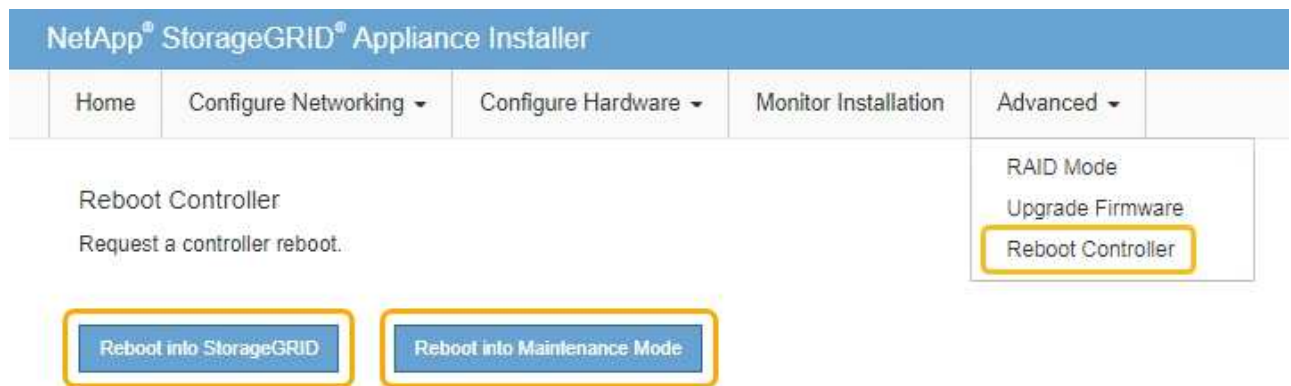 NetApp® StorageGRID® Appliance Installer
Home Configure Networking Configure Hardware Monitor Installation Advanced
RAID Mode
Upgrade Firmware
Reboot Controller
Reboot Controller
Request a controller reboot.
Reboot into StorageGRID Reboot into Maintenance Mode